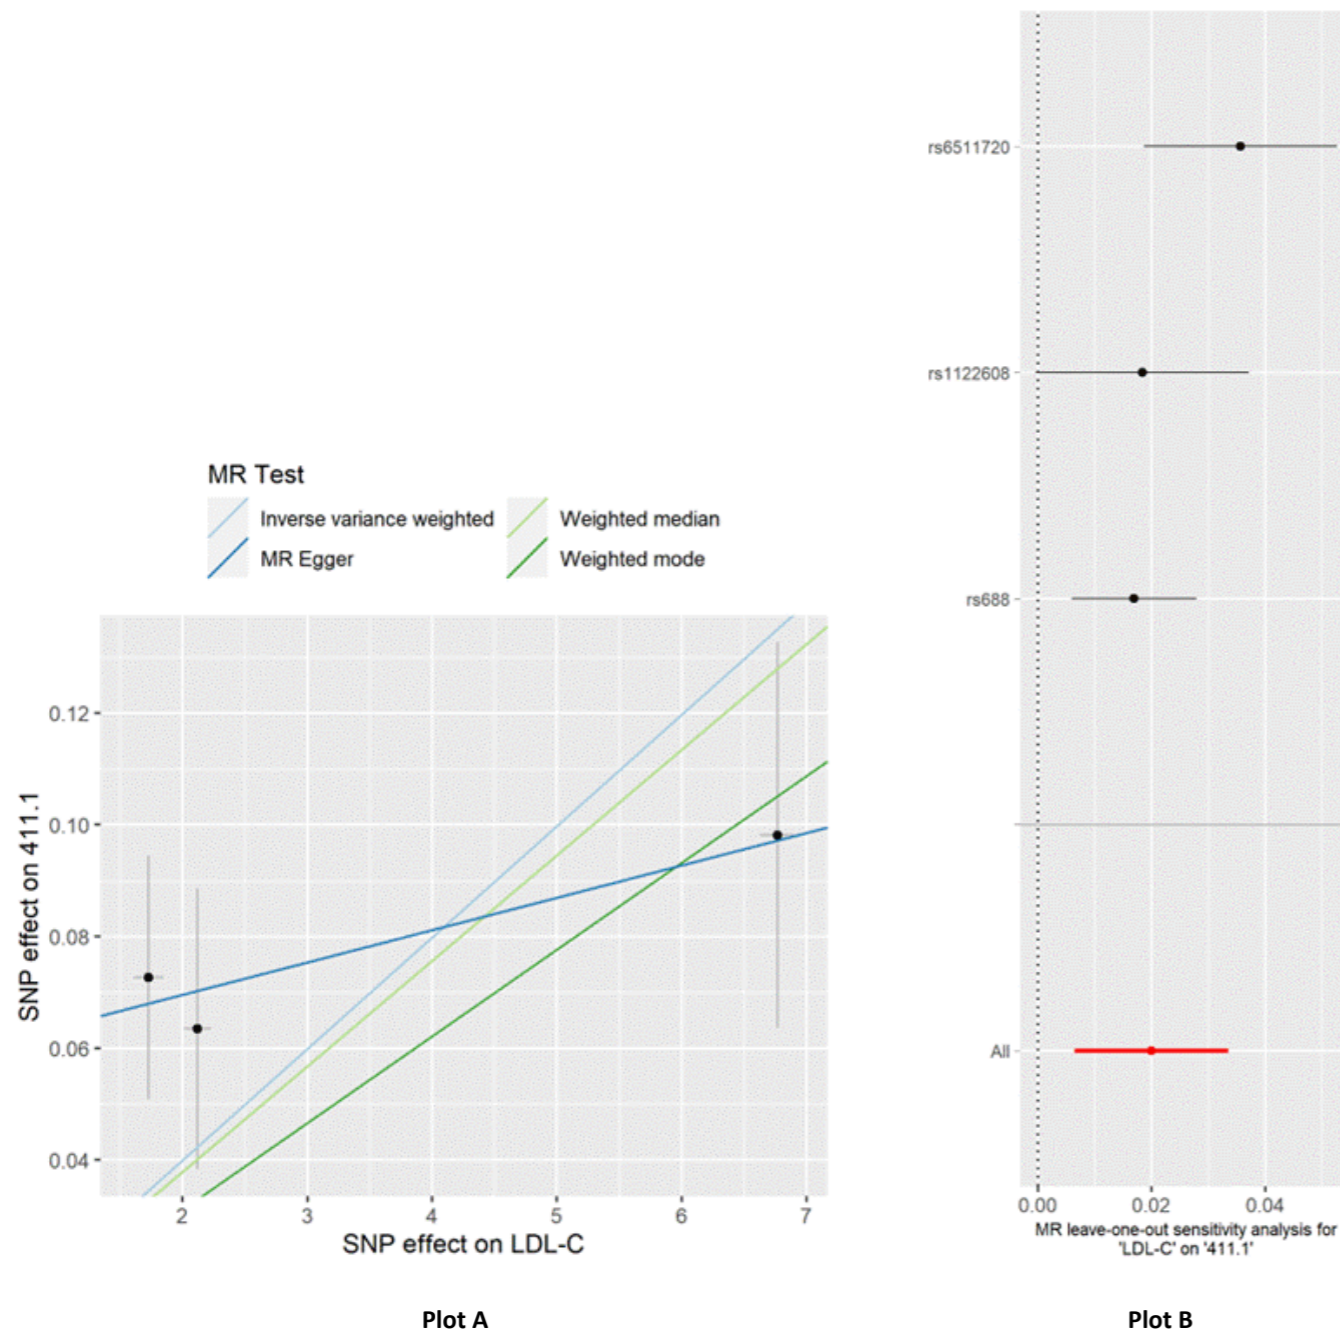 MR Test
Inverse variance weighted
Weighted median
MR Egger
Weighted mode
SNP effect on 411.1
0.12
0.10
0.08
0.06
0.04
2 3 4 5 6 7
SNP effect on LDL-C
Plot A
rs6511720
rs1122608
rs688
All
0.00 0.02 0.04
MR leave-one-out sensitivity analysis for
'LDL-C' on '411.1'
Plot B